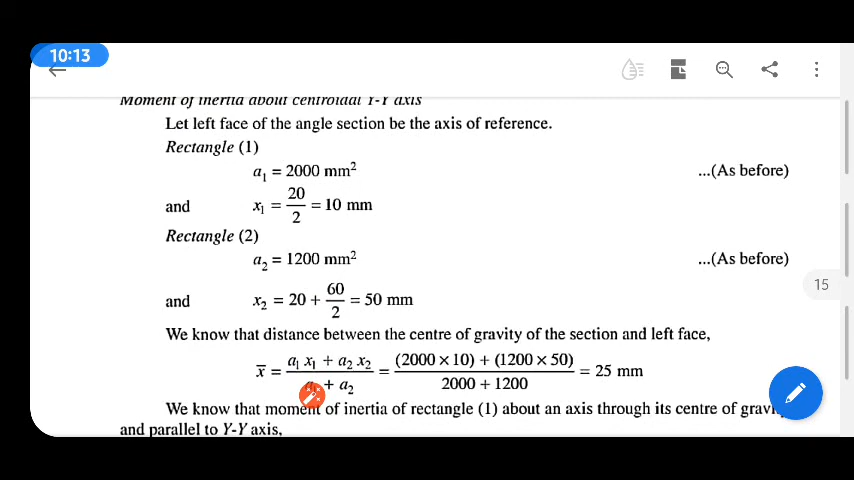 10:13
Moment of inertia about centroidal Y-Y axis
Let left face of the angle section be the axis of reference.
Rectangle (1)
a₁ = 2000 mm² ...(As before)
and x₁ = 20/2 = 10 mm
Rectangle (2)
a₂ = 1200 mm² ...(As before)
15
and x₂ = 20 + 60/2 = 50 mm
We know that distance between the centre of gravity of the section and left face,
x̄ = (a₁ x₁ + a₂ x₂)/(a₁ + a₂) = ((2000 × 10) + (1200 × 50))/(2000 + 1200) = 25 mm
We know that moment of inertia of rectangle (1) about an axis through its centre of gravity
and parallel to Y-Y axis,